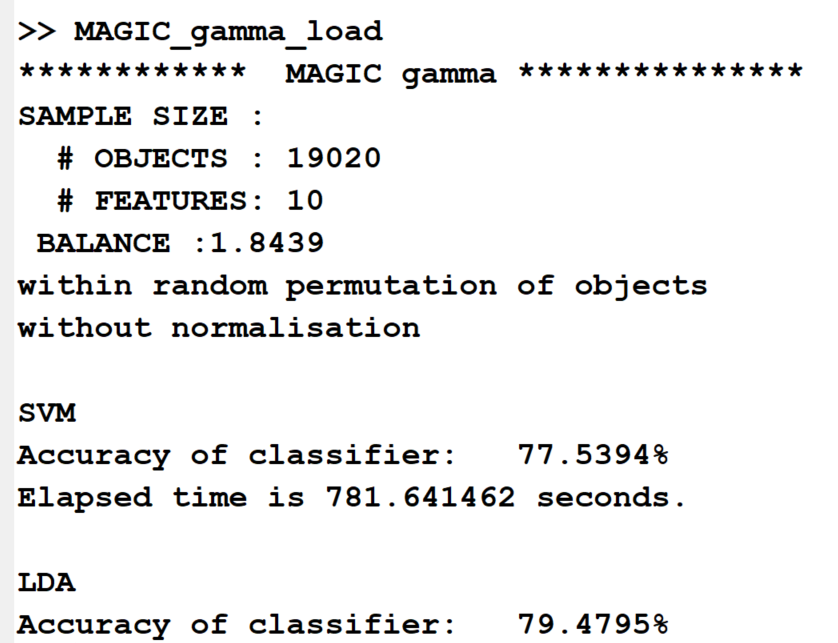 >> MAGIC_gamma_load
************ MAGIC gamma ***************
SAMPLE SIZE :
# OBJECTS : 19020
# FEATURES: 10
BALANCE :1.8439
within random permutation of objects
without normalisation
SVM
Accuracy of classifier: 77.5394%
Elapsed time is 781.641462 seconds.
LDA
Accuracy of classifier: 79.4795%